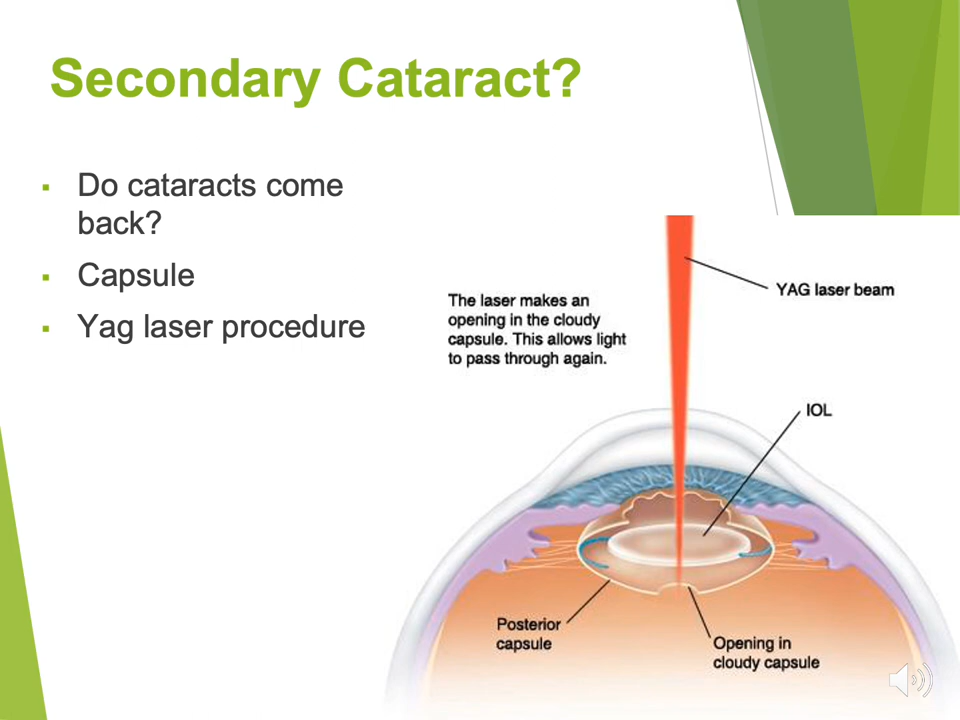 Secondary Cataract?
Do cataracts come
back?
Capsule
Yag laser procedure
The laser makes an
opening in the cloudy
capsule. This allows light
to pass through again.
YAG laser beam
IOL
Posterior
capsule
Opening in
cloudy capsule